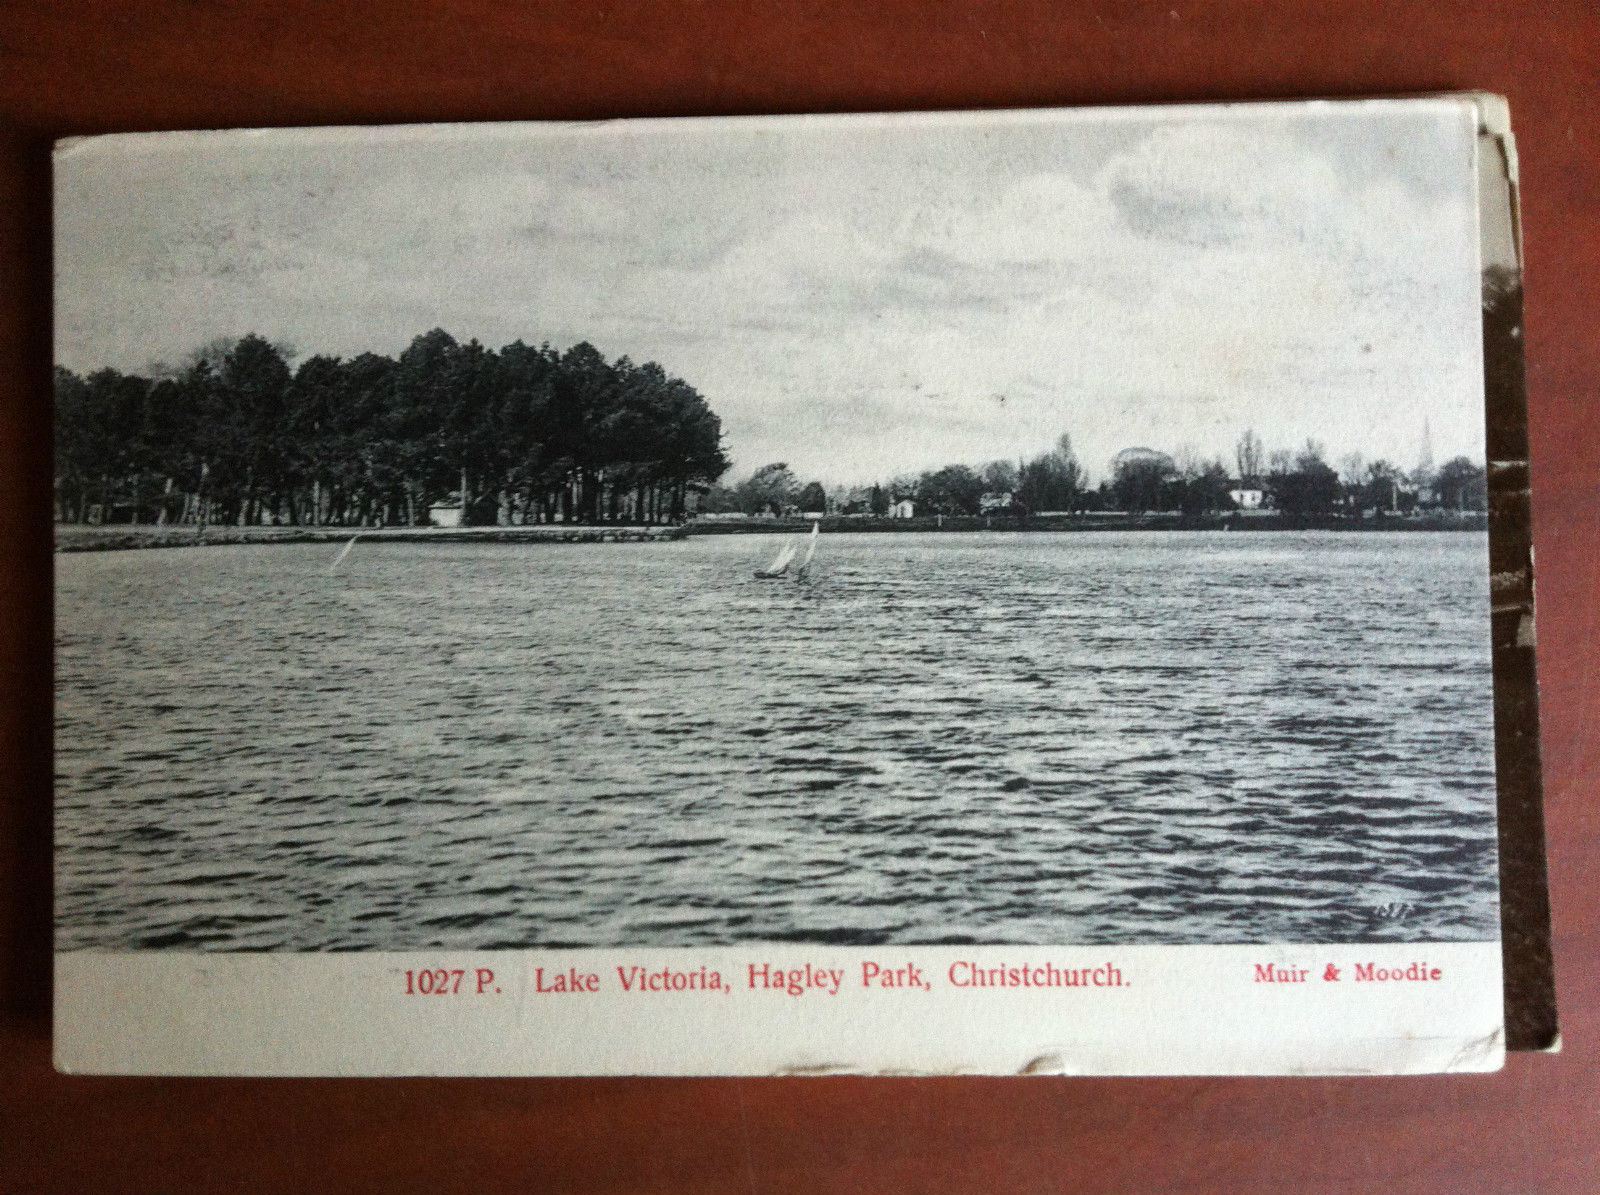 1027 P. Lake Victoria, Hagley Park, Christchurch. Muir & Moodie